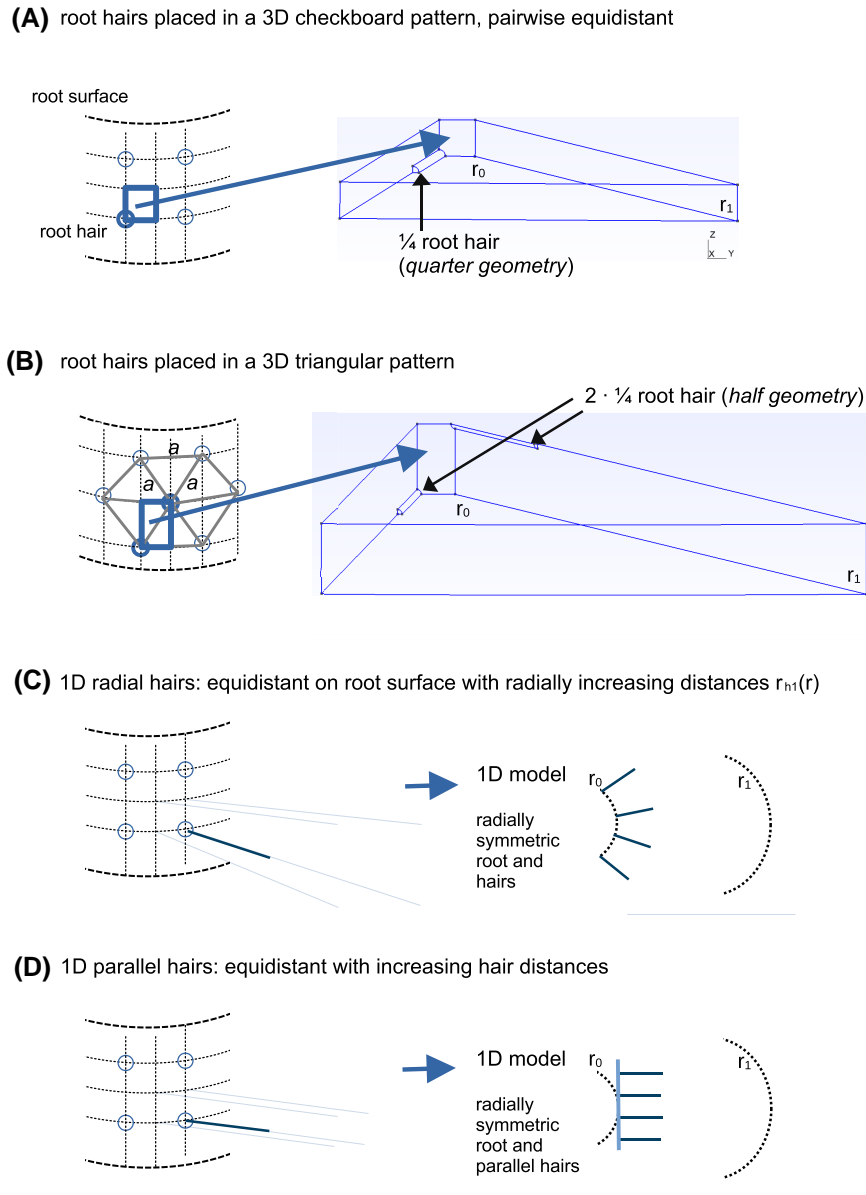 (A) root hairs placed in a 3D checkboard pattern, pairwise equidistant
root surface
root hair
r₀
r₁
¼ root hair
(quarter geometry)
Z
X Y
(B) root hairs placed in a 3D triangular pattern
2 · ¼ root hair (half geometry)
a
a a
r₀
r₁
(C) 1D radial hairs: equidistant on root surface with radially increasing distances rₕ₁(r)
1D model
r₀
r₁
radially
symmetric
root and
hairs
(D) 1D parallel hairs: equidistant with increasing hair distances
1D model
r₀
r₁
radially
symmetric
root and
parallel hairs